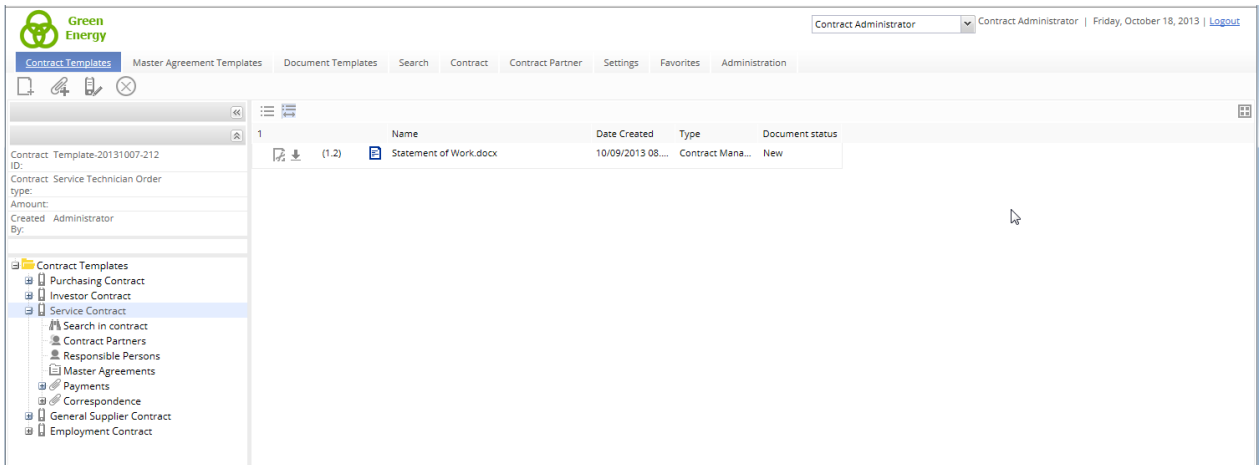 Green
Energy
Contract Administrator
Contract Administrator | Friday, October 18, 2013 | Logout
Contract Templates Master Agreement Templates Document Templates Search Contract Contract Partner Settings Favorites Administration
1 Name Date Created Type Document status
(1.2) Statement of Work.docx 10/09/2013 08.... Contract Mana... New
Contract Template-20131007-212
ID:
Contract Service Technician Order
type:
Amount:
Created Administrator
By:
Contract Templates
Purchasing Contract
Investor Contract
Service Contract
Search in contract
Contract Partners
Responsible Persons
Master Agreements
Payments
Correspondence
General Supplier Contract
Employment Contract